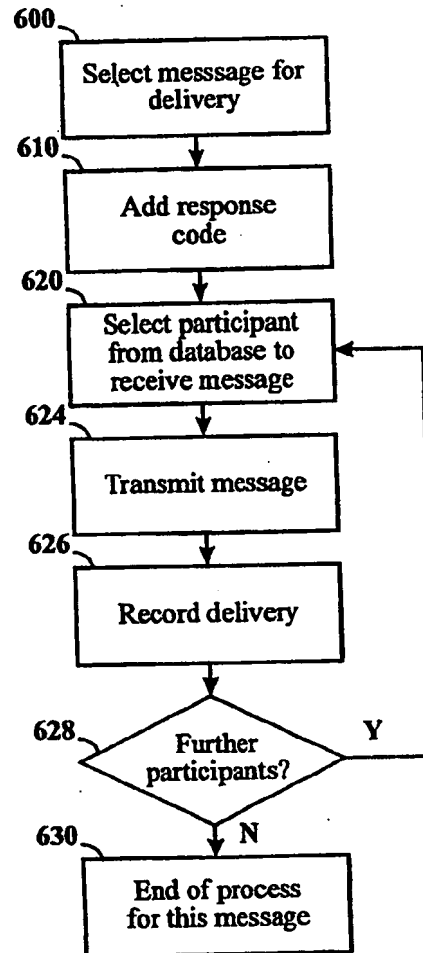 600
Select messsage for
delivery
610
Add response
code
620
Select participant
from database to
receive message
624
Transmit message
626
Record delivery
628
Further
participants?
Y
N
630
End of process
for this message